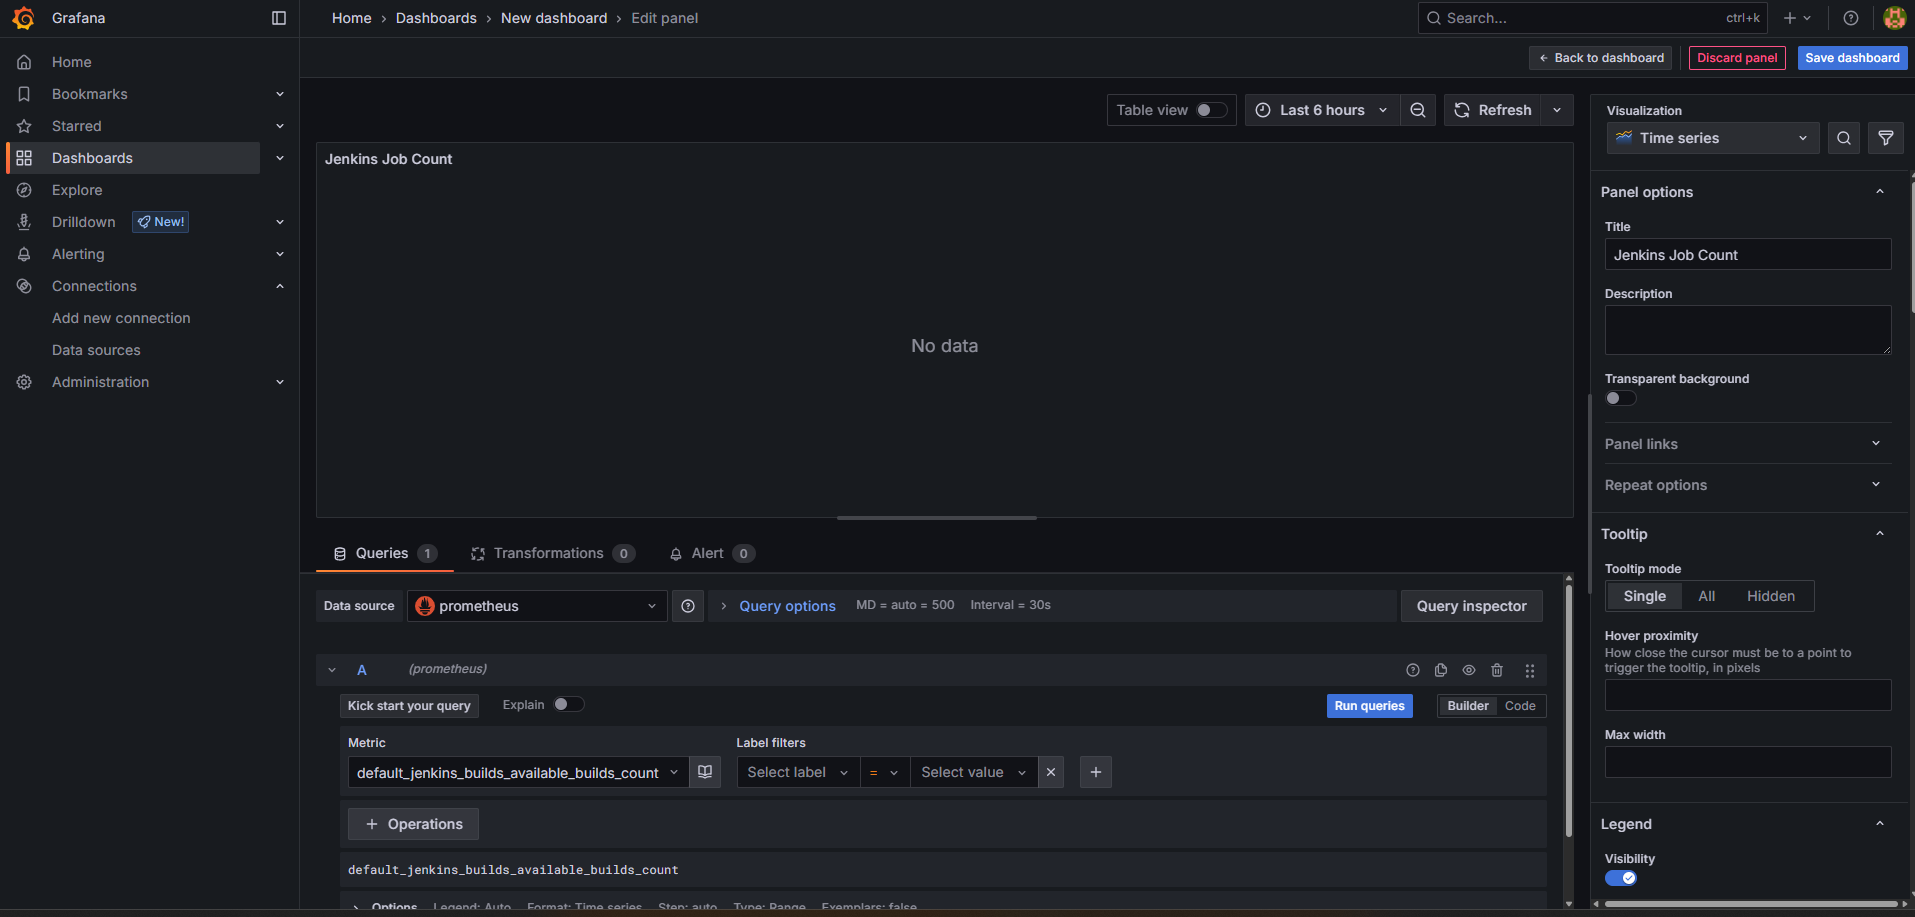 Grafana
Home › Dashboards › New dashboard › Edit panel
Search... ctrl+k
Back to dashboard
Discard panel
Save dashboard
Home
Bookmarks
Starred
Dashboards
Explore
Drilldown New!
Alerting
Connections
Add new connection
Data sources
Administration
Table view
Last 6 hours
Refresh
Jenkins Job Count
No data
Queries 1
Transformations 0
Alert 0
Data source
prometheus
Query options MD = auto = 500 Interval = 30s
Query inspector
A (prometheus)
Kick start your query
Explain
Run queries
Builder Code
Metric
default_jenkins_builds_available_builds_count
Label filters
Select label = Select value
+ Operations
default_jenkins_builds_available_builds_count
Options Legend: Auto Format: Time series Step: auto Type: Range Exemplars: false
Visualization
Time series
Panel options
Title
Jenkins Job Count
Description
Transparent background
Panel links
Repeat options
Tooltip
Tooltip mode
Single All Hidden
Hover proximity
How close the cursor must be to a point to
trigger the tooltip, in pixels
Max width
Legend
Visibility